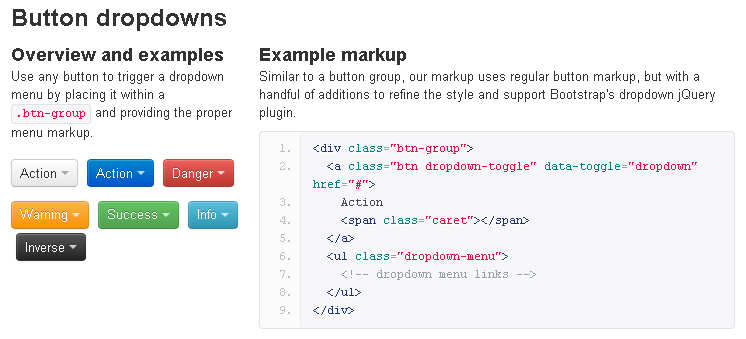 Button dropdowns
Overview and examples
Use any button to trigger a dropdown
menu by placing it within a
.btn-group and providing the proper
menu markup.
Action Action Danger
Warning Success Info
Inverse
Example markup
Similar to a button group, our markup uses regular button markup, but with a
handful of additions to refine the style and support Bootstrap's dropdown jQuery
plugin.
1. <div class="btn-group">
2. <a class="btn dropdown-toggle" data-toggle="dropdown"
href="#">
3. Action
4. <span class="caret"></span>
5. </a>
6. <ul class="dropdown-menu">
7. <!-- dropdown menu links -->
8. </ul>
9. </div>